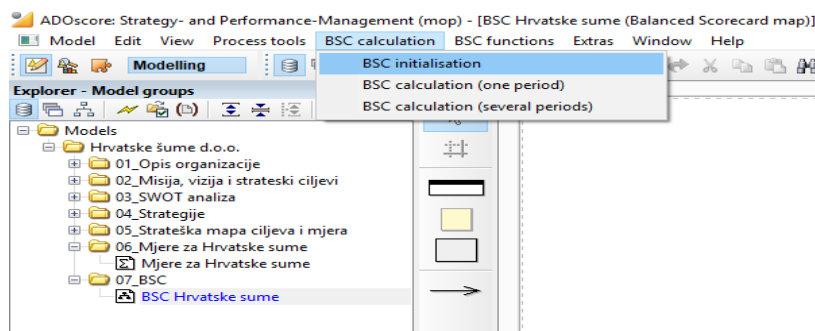 ADOscore: Strategy- and Performance-Management (mop) - [BSC Hrvatske sume (Balanced Scorecard map)]
Model Edit View Process tools BSC calculation BSC functions Extras Window Help
Modelling
BSC initialisation
BSC calculation (one period)
BSC calculation (several periods)
Explorer - Model groups
Models
Hrvatske šume d.o.o.
01_Opis organizacije
02_Misija, vizija i strateski ciljevi
03_SWOT analiza
04_Strategije
05_Strateška mapa ciljeva i mjera
06_Mjere za Hrvatske sume
Mjere za Hrvatske sume
07_BSC
BSC Hrvatske sume